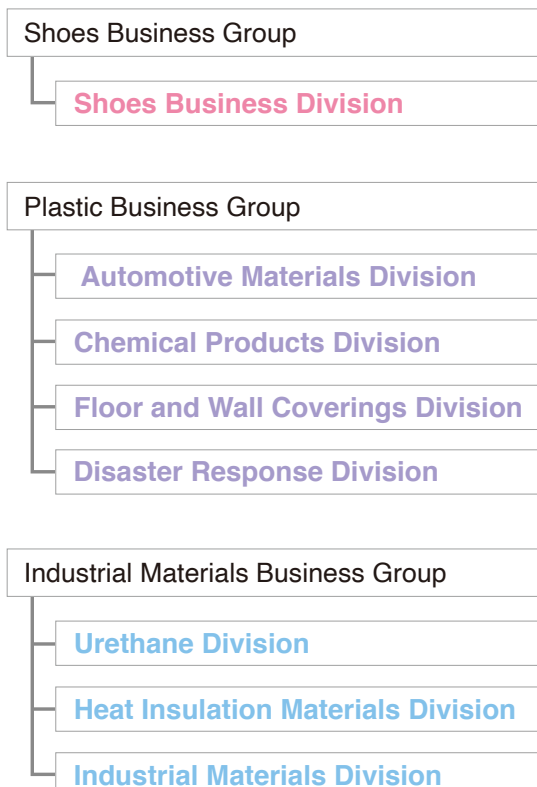 Shoes Business Group
Shoes Business Division
Plastic Business Group
Automotive Materials Division
Chemical Products Division
Floor and Wall Coverings Division
Disaster Response Division
Industrial Materials Business Group
Urethane Division
Heat Insulation Materials Division
Industrial Materials Division